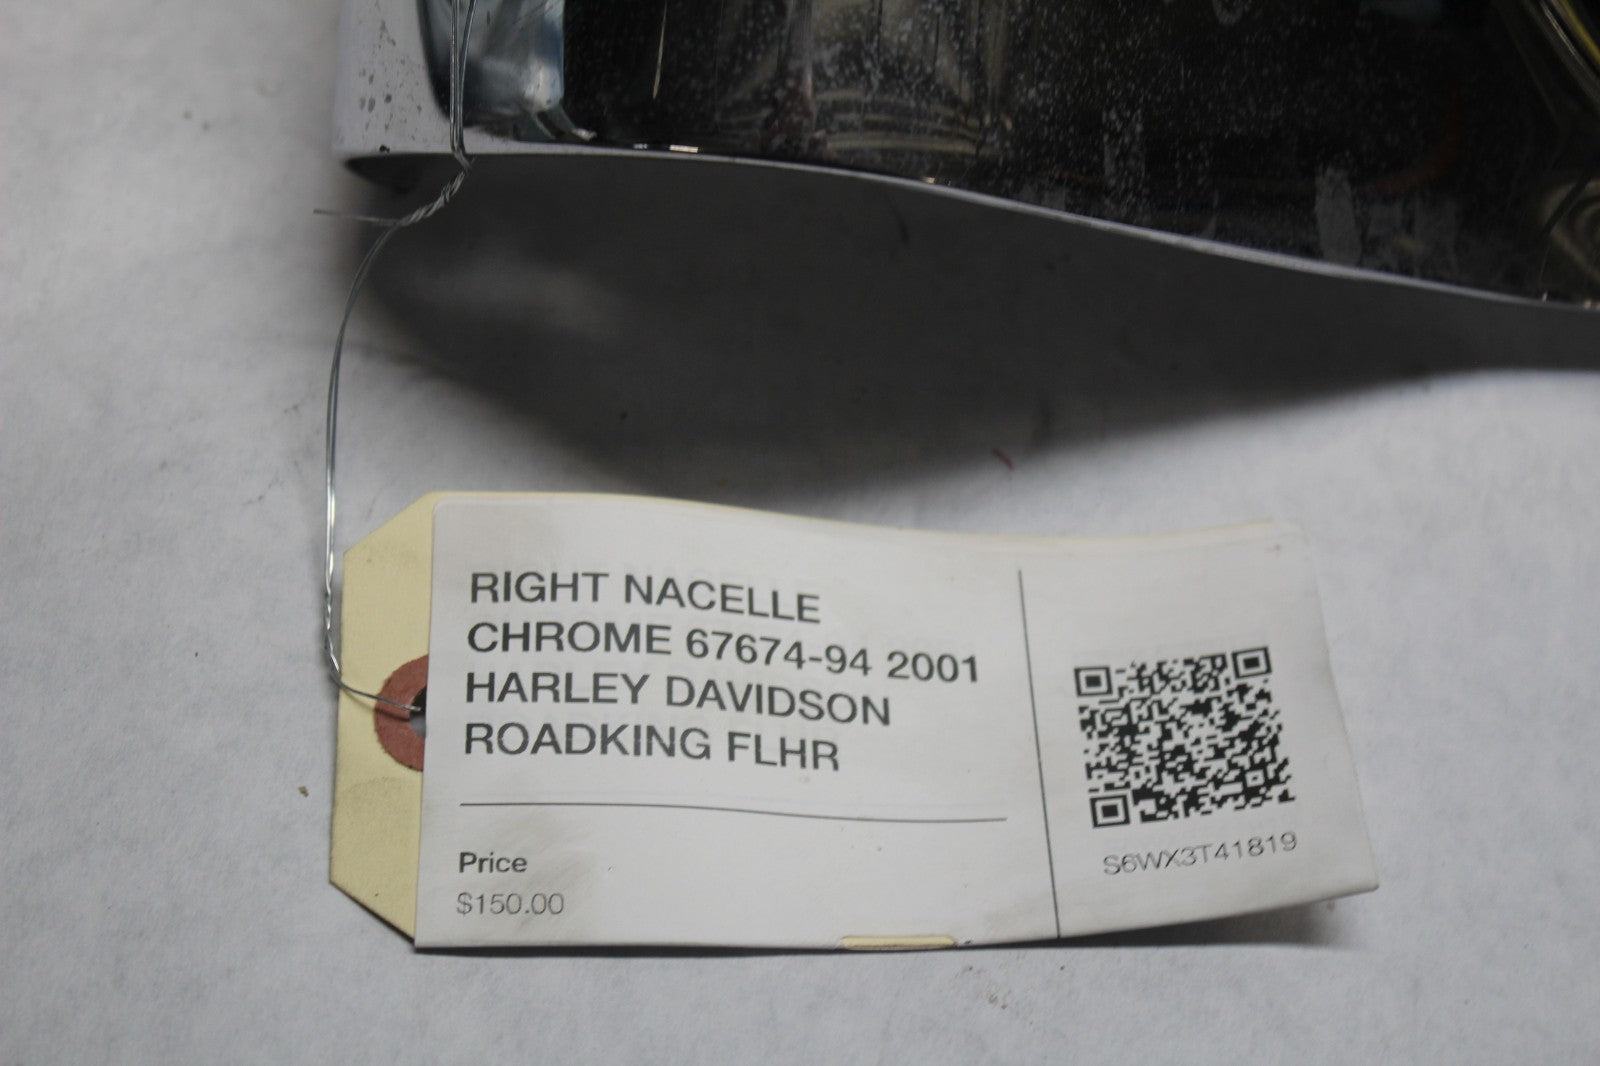 RIGHT NACELLE
CHROME 67674-94 2001
HARLEY DAVIDSON
ROADKING FLHR
Price
$150.00
S6WX3T41819